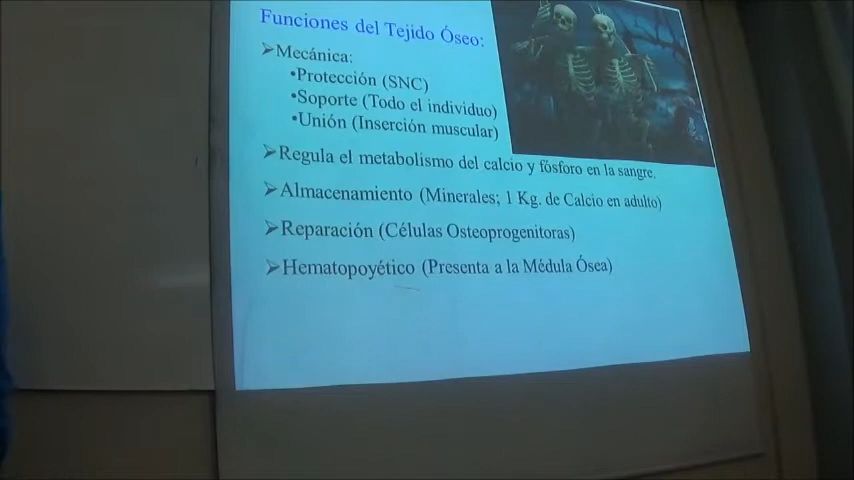 Funciones del Tejido Óseo:
➢Mecánica:
•Protección (SNC)
•Soporte (Todo el individuo)
•Unión (Inserción muscular)
➢Regula el metabolismo del calcio y fósforo en la sangre.
➢Almacenamiento (Minerales; 1 Kg. de Calcio en adulto)
➢Reparación (Células Osteoprogenitoras)
➢Hematopoyético (Presenta a la Médula Ósea)